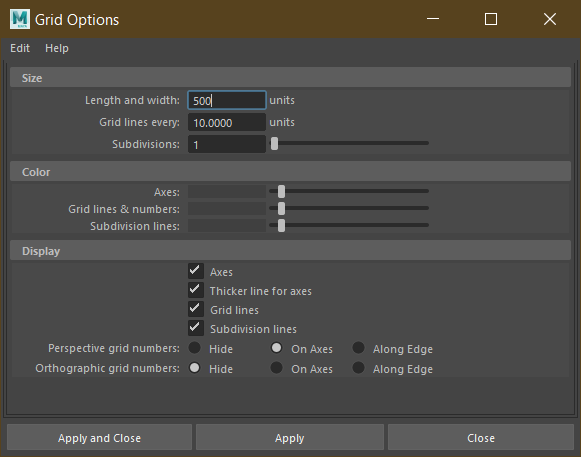 M Grid Options
Edit Help
Size
Length and width: 500 units
Grid lines every: 10.0000 units
Subdivisions: 1
Color
Axes:
Grid lines & numbers:
Subdivision lines:
Display
Axes
Thicker line for axes
Grid lines
Subdivision lines
Perspective grid numbers: Hide On Axes Along Edge
Orthographic grid numbers: Hide On Axes Along Edge
Apply and Close Apply Close